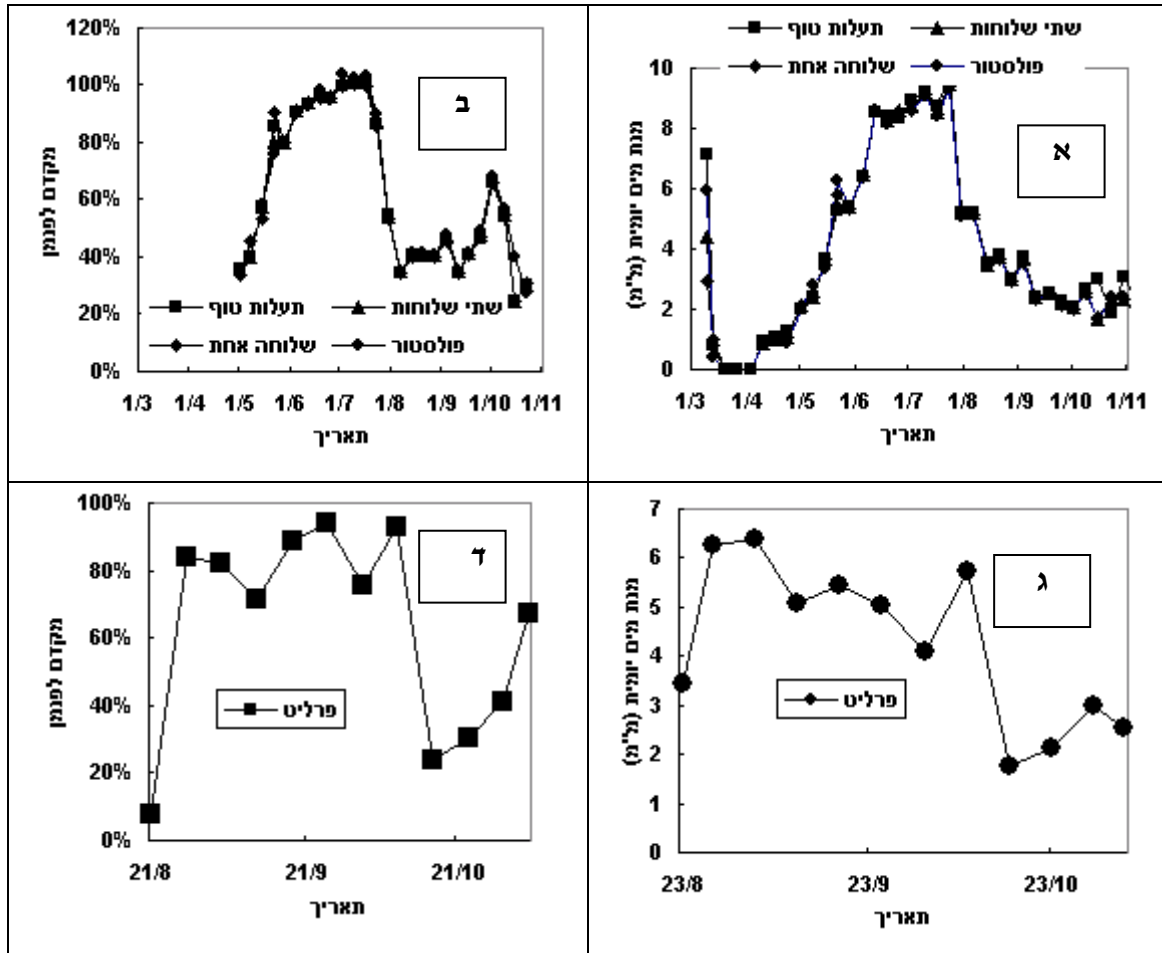 תעלות טוף שתי שלוחות
שלוחה אחת פולסטור
א
מנת מים יומית (מ"מ)
10
8
6
4
2
0
1/3 1/4 1/5 1/6 1/7 1/8 1/9 1/10 1/11
תאריך
ב
מקדם לפנמן
120%
100%
80%
60%
40%
20%
0%
תעלות טוף שתי שלוחות
שלוחה אחת פולסטור
1/3 1/4 1/5 1/6 1/7 1/8 1/9 1/10 1/11
תאריך
ג
מנת מים יומית (מ"מ)
7
6
5
4
3
2
1
0
פרליט
23/8 23/9 23/10
תאריך
ד
מקדם לפנמן
100%
80%
60%
40%
20%
0%
פרליט
21/8 21/9 21/10
תאריך